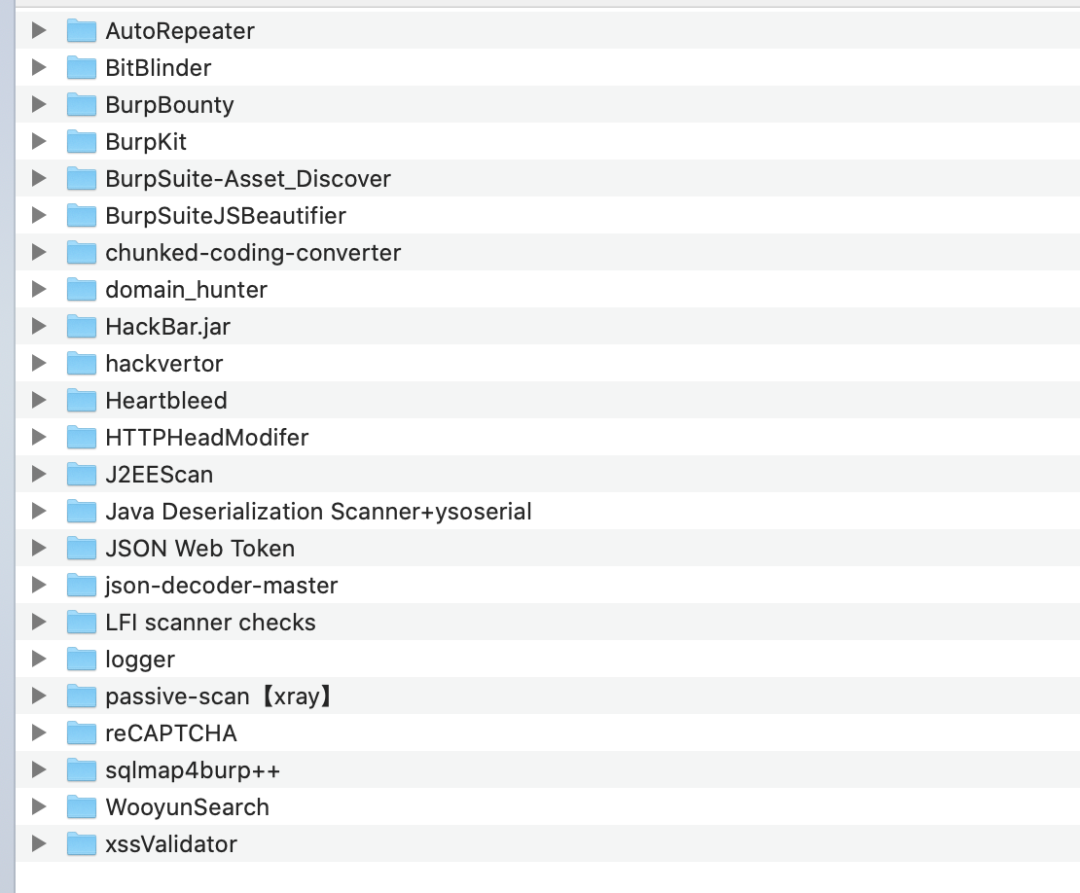 AutoRepeater
BitBlinder
BurpBounty
BurpKit
BurpSuite-Asset_Discover
BurpSuiteJSBeautifier
chunked-coding-converter
domain_hunter
HackBar.jar
hackvertor
Heartbleed
HTTPHeadModifer
J2EEScan
Java Deserialization Scanner+ysoserial
JSON Web Token
json-decoder-master
LFI scanner checks
logger
passive-scan【xray】
reCAPTCHA
sqlmap4burp++
WooyunSearch
xssValidator